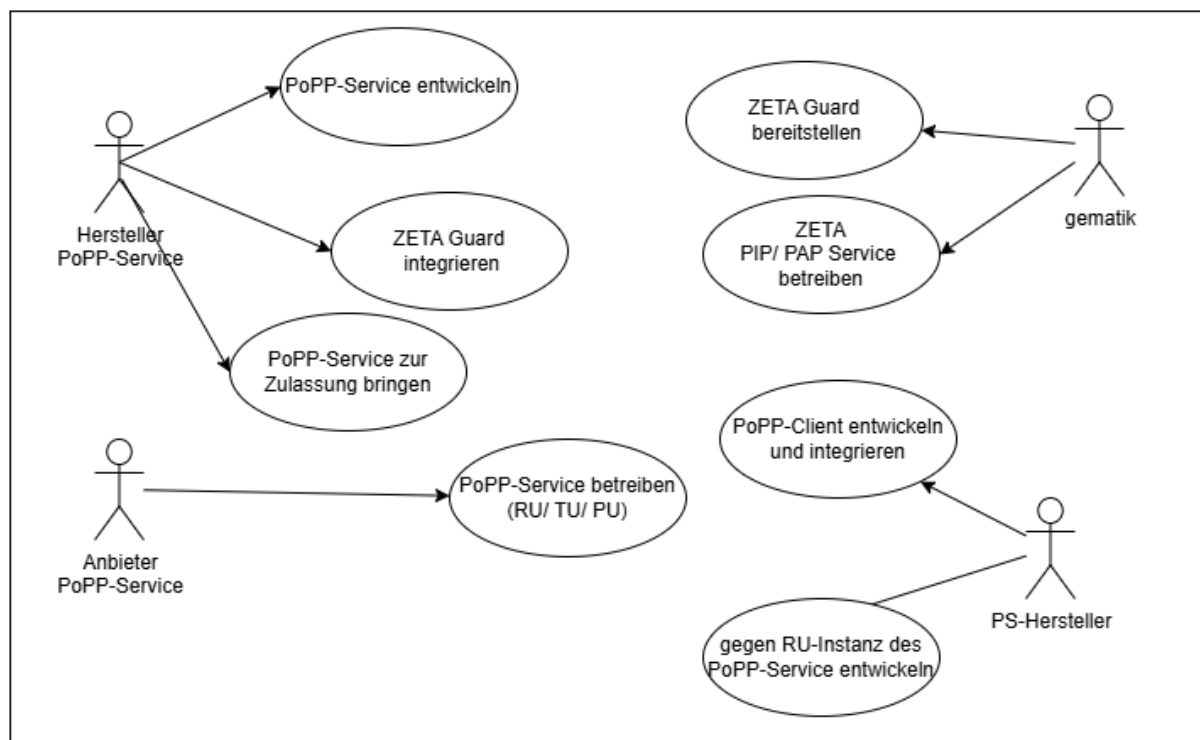 PoPP-Service entwickeln
Hersteller
PoPP-Service
ZETA Guard
integrieren
PoPP-Service zur
Zulassung bringen
Anbieter
PoPP-Service
PoPP-Service betreiben
(RU/ TU/ PU)
ZETA Guard
bereitstellen
ZETA
PIP/ PAP Service
betreiben
gematik
PoPP-Client entwickeln
und integrieren
PS-Hersteller
gegen RU-Instanz des
PoPP-Service entwickeln